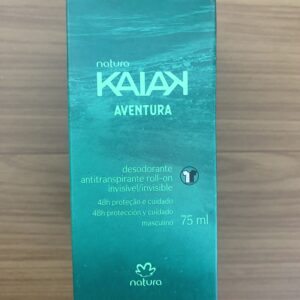 natura
KAIAK
AVENTURA
desodorante
antitranspirante roll-on
invisível/invisible
48h proteção e cuidado
48h protección y cuidado
masculino
75 ml
natura